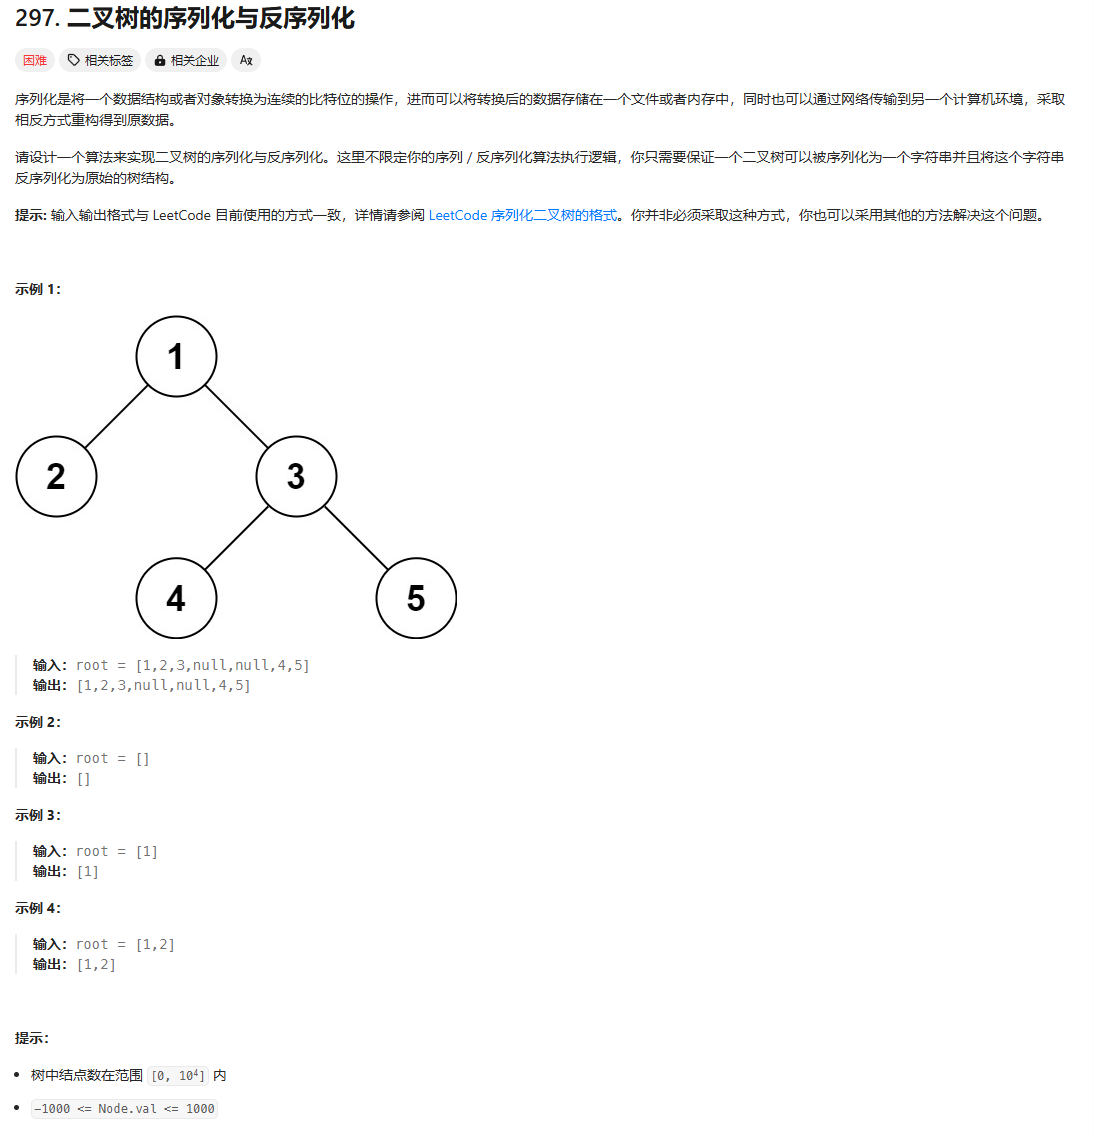 297. 二叉树的序列化与反序列化
困难 相关标签 相关企业 Ax
序列化是将一个数据结构或者对象转换为连续的比特位的操作，进而可以将转换后的数据存储在一个文件或者内存中，同时也可以通过网络传输到另一个计算机环境，采取
相反方式重构得到原数据。
请设计一个算法来实现二叉树的序列化与反序列化。这里不限定你的序列 / 反序列化算法执行逻辑，你只需要保证一个二叉树可以被序列化为一个字符串并且将这个字符串
反序列化为原始的树结构。
提示: 输入输出格式与 LeetCode 目前使用的方式一致，详情请参阅 LeetCode 序列化二叉树的格式。你并非必须采取这种方式，你也可以采用其他的方法解决这个问题。
示例 1：
1
2 3
4 5
输入：root = [1,2,3,null,null,4,5]
输出：[1,2,3,null,null,4,5]
示例 2：
输入：root = []
输出：[]
示例 3：
输入：root = [1]
输出：[1]
示例 4：
输入：root = [1,2]
输出：[1,2]
提示：
• 树中结点数在范围 [0, 10⁴] 内
• -1000 <= Node.val <= 1000